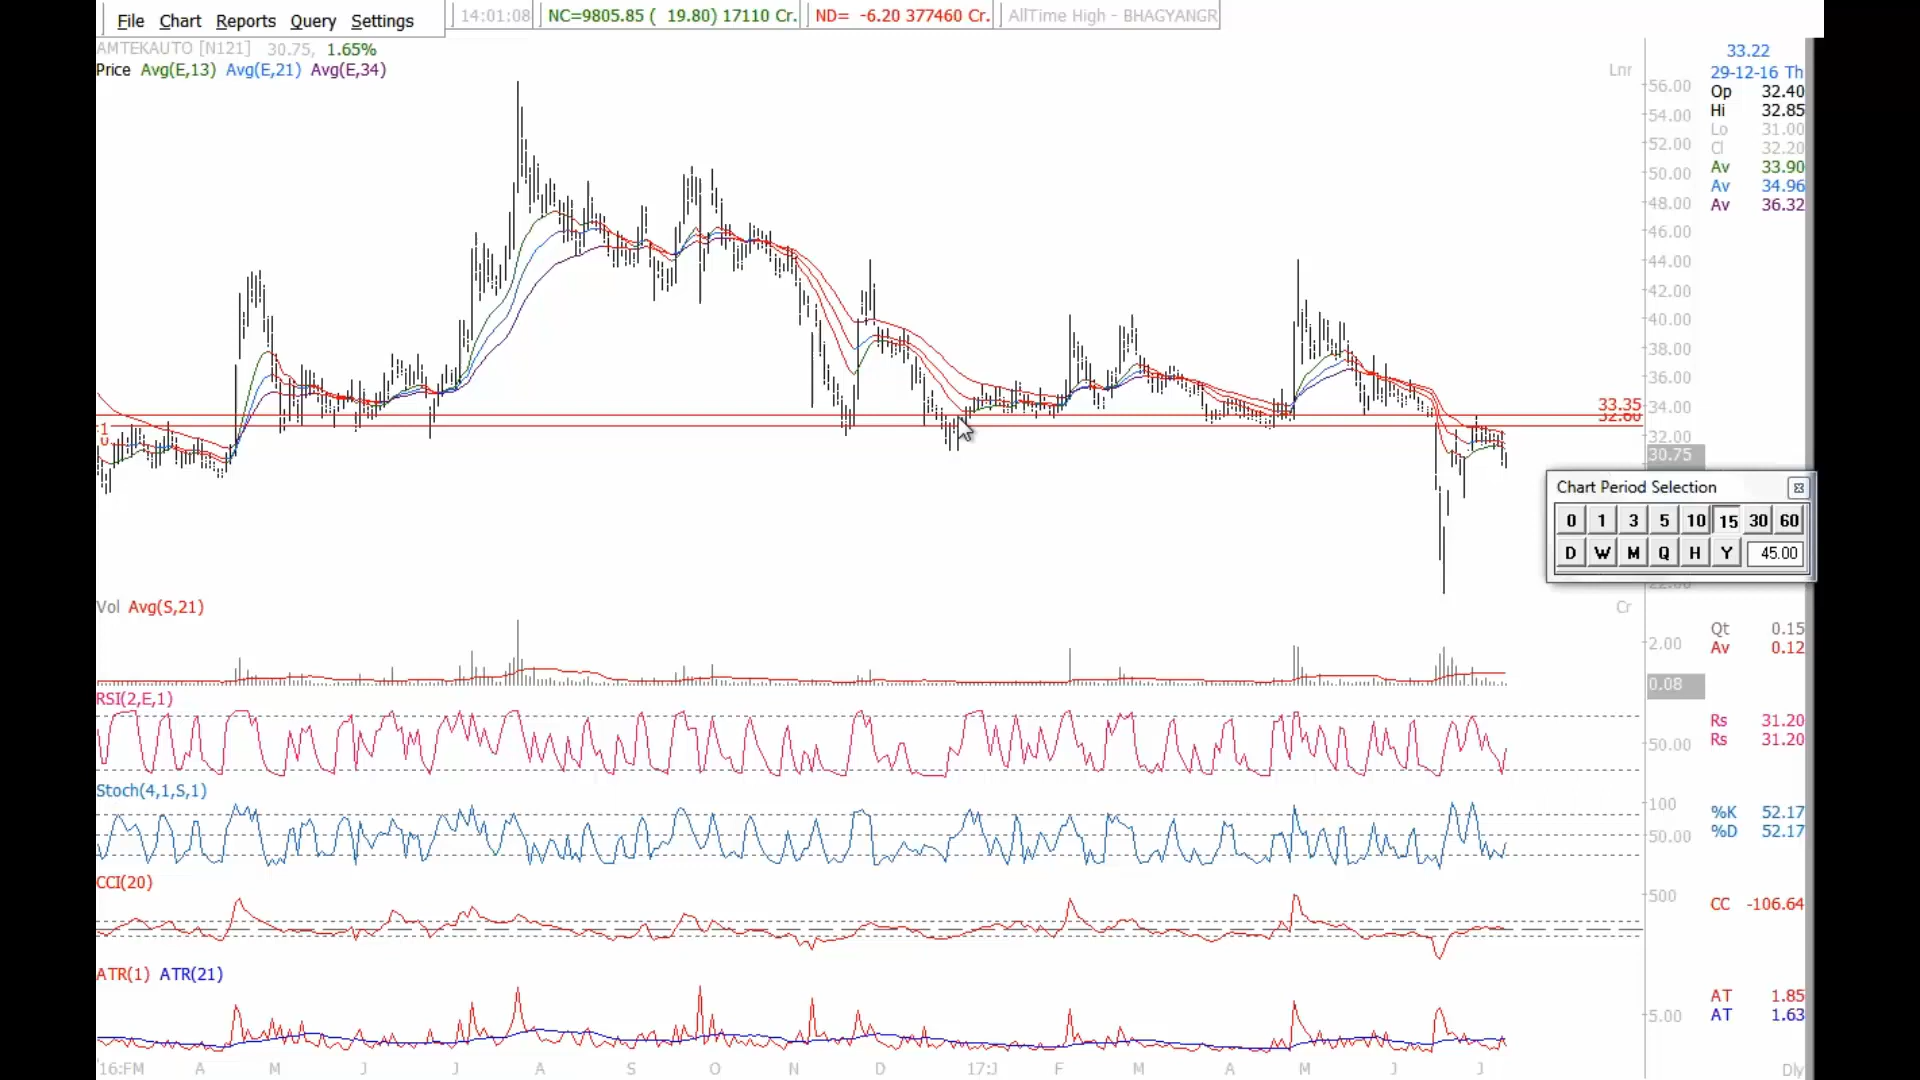 File Chart Reports Query Settings
14:01:08 NC=9805.85 ( 19.80) 17110 Cr. ND= -6.20 377460 Cr. AllTime High - BHAGYANGR
AMTEKAUTO [N121] 30.75, 1.65%
Price Avg(E,13) Avg(E,21) Avg(E,34)
Lnr
56.00
54.00
52.00
50.00
48.00
46.00
44.00
42.00
40.00
38.00
36.00
34.00
32.00
30.75
33.35
32.60
33.22
29-12-16 Th
Op 32.40
Hi 32.85
Lo 31.00
Cl 32.20
Av 33.90
Av 34.96
Av 36.32
Chart Period Selection
0 1 3 5 10 15 30 60
D W M Q H Y 45.00
Vol Avg(S,21)
Cr
2.00
0.08
Qt 0.15
Av 0.12
RSI(2,E,1)
50.00
Rs 31.20
Rs 31.20
Stoch(4,1,S,1)
100
50.00
%K 52.17
%D 52.17
CCI(20)
500
CC -106.64
ATR(1) ATR(21)
5.00
AT 1.85
AT 1.63
'16:FM A M J J A S O N D 17:J F M A M J J
Dly